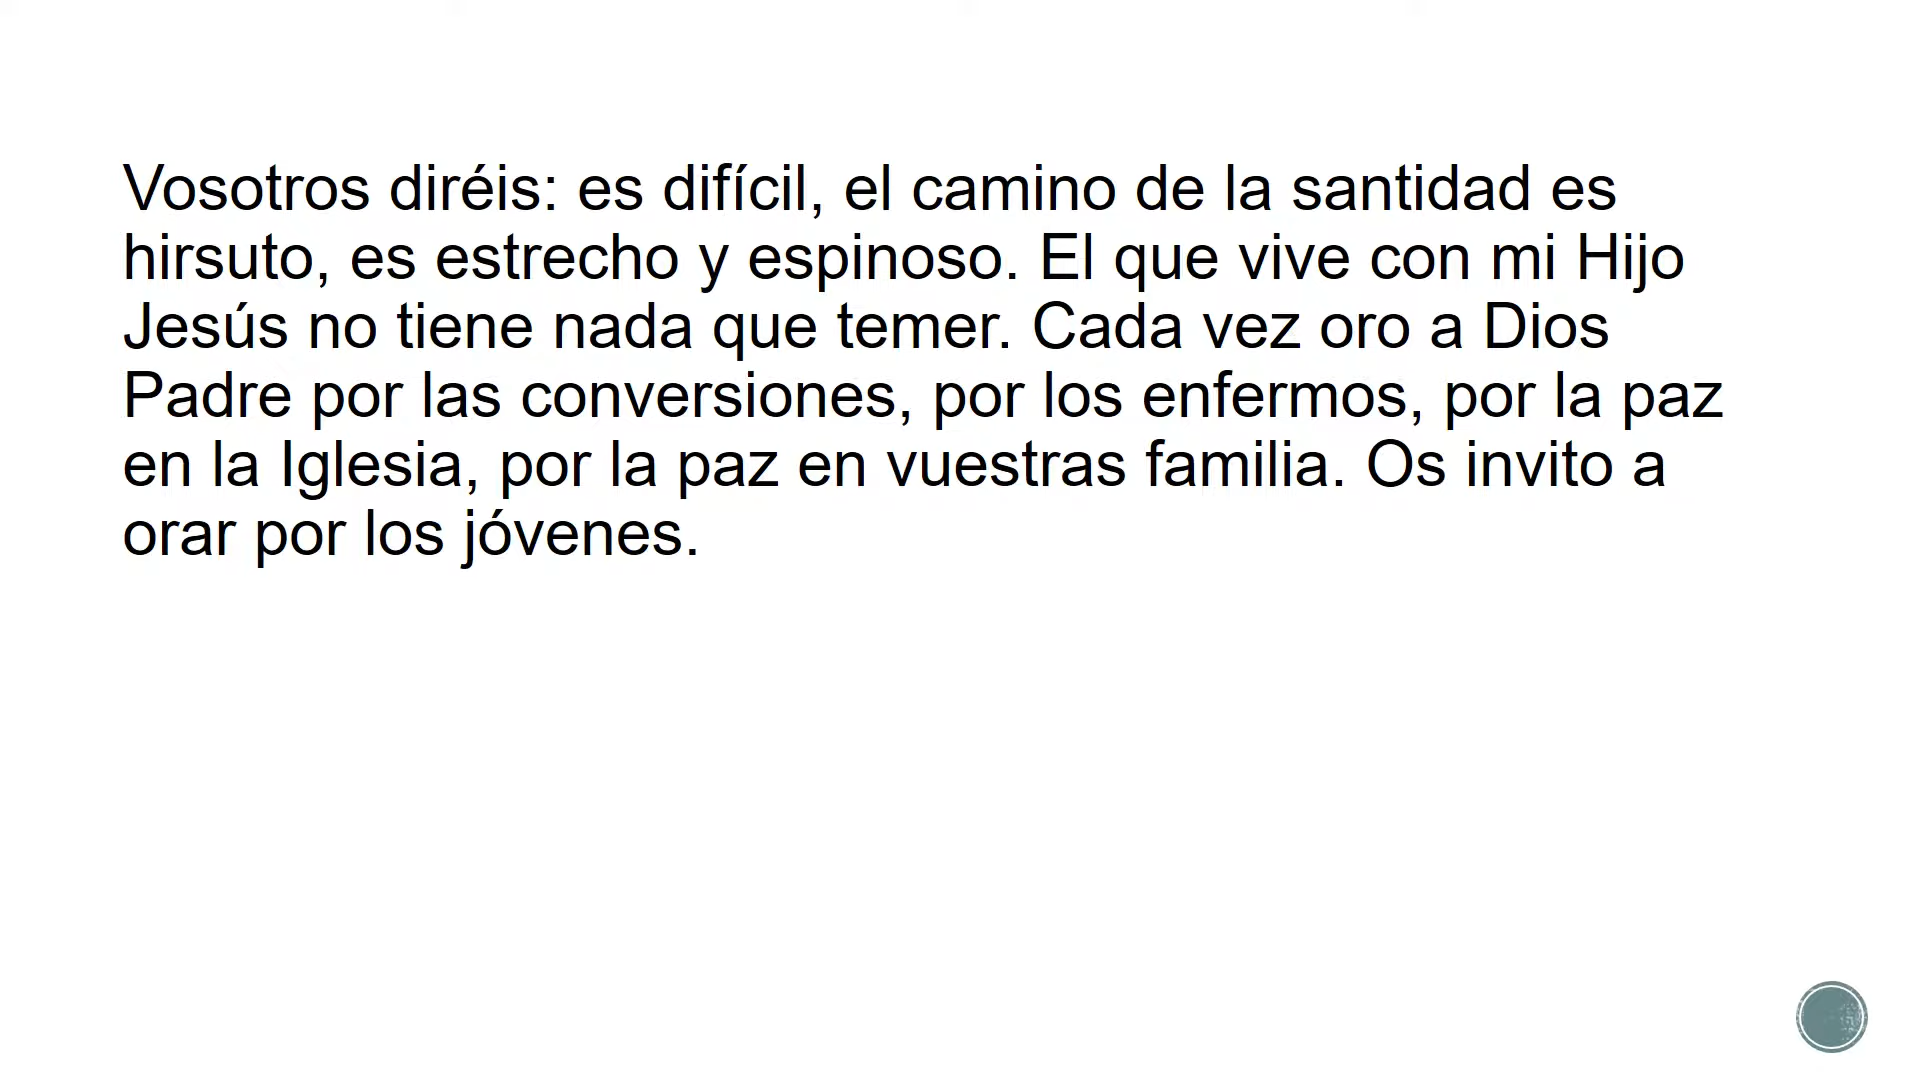 Vosotros diréis: es difícil, el camino de la santidad es
hirsuto, es estrecho y espinoso. El que vive con mi Hijo
Jesús no tiene nada que temer. Cada vez oro a Dios
Padre por las conversiones, por los enfermos, por la paz
en la Iglesia, por la paz en vuestras familia. Os invito a
orar por los jóvenes.